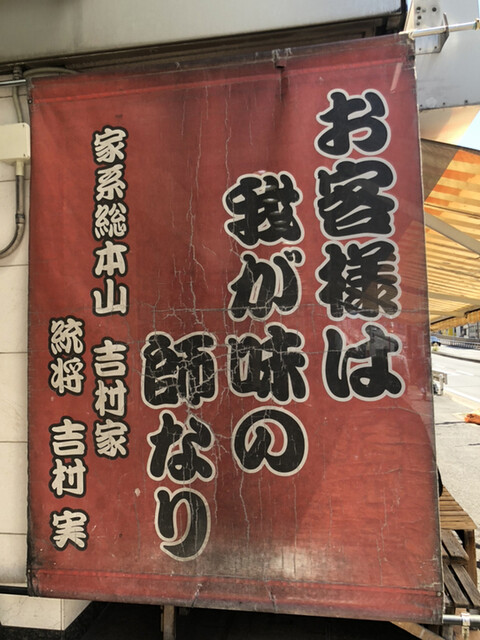 お客様は
我が味の
師なり
家系総本山 吉村家
統将 吉村 実